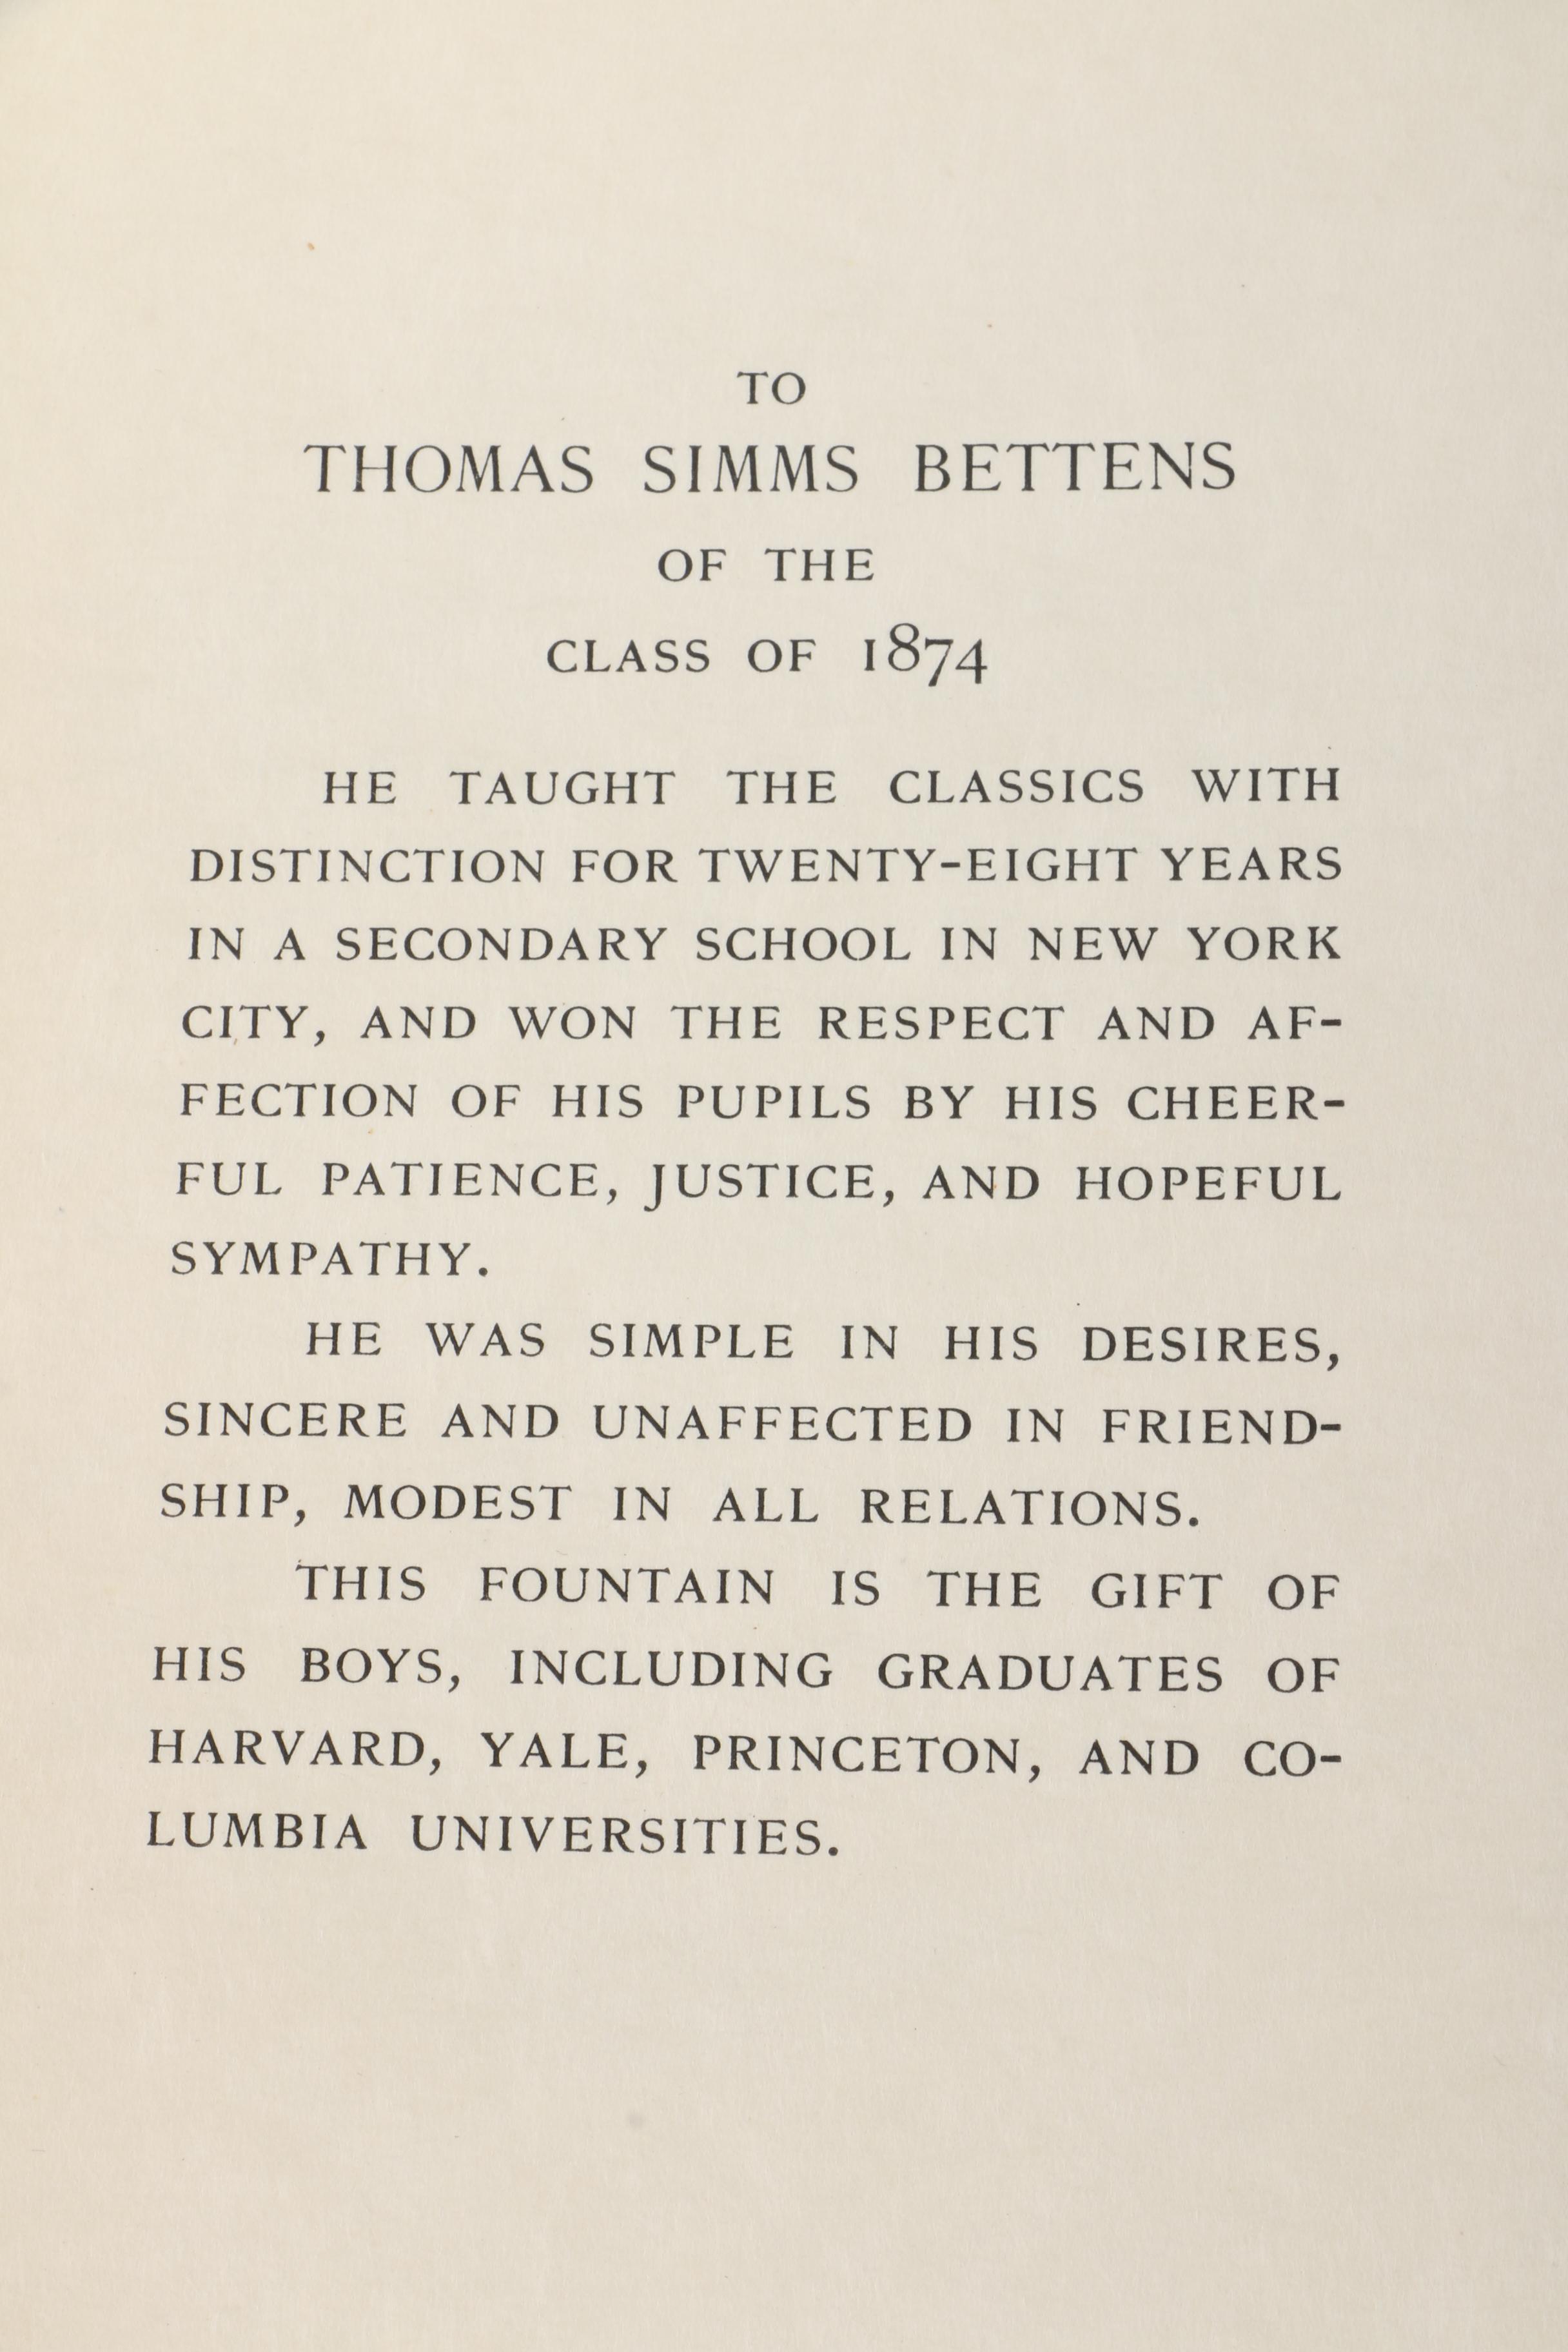 TO
THOMAS SIMMS BETTENS
OF THE
CLASS OF 1874
HE TAUGHT THE CLASSICS WITH
DISTINCTION FOR TWENTY-EIGHT YEARS
IN A SECONDARY SCHOOL IN NEW YORK
CITY, AND WON THE RESPECT AND AF-
FECTION OF HIS PUPILS BY HIS CHEER-
FUL PATIENCE, JUSTICE, AND HOPEFUL
SYMPATHY.
HE WAS SIMPLE IN HIS DESIRES,
SINCERE AND UNAFFECTED IN FRIEND-
SHIP, MODEST IN ALL RELATIONS.
THIS FOUNTAIN IS THE GIFT OF
HIS BOYS, INCLUDING GRADUATES OF
HARVARD, YALE, PRINCETON, AND CO-
LUMBIA UNIVERSITIES.